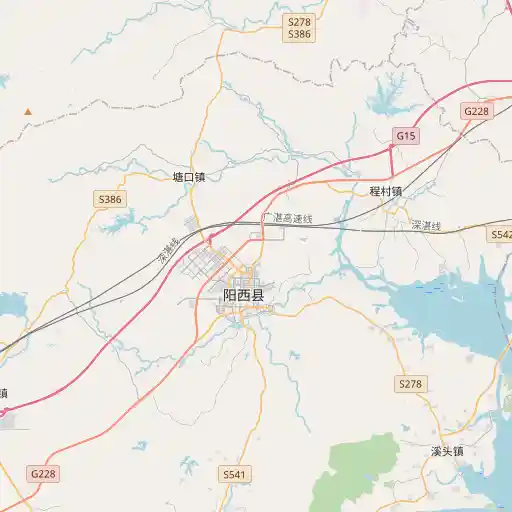 S278
S386
G228
G15
塘口镇
程村镇
S386
广湛高速线
深湛线
S542
深湛线
阳西县
S278
镇
溪头镇
G228
S541